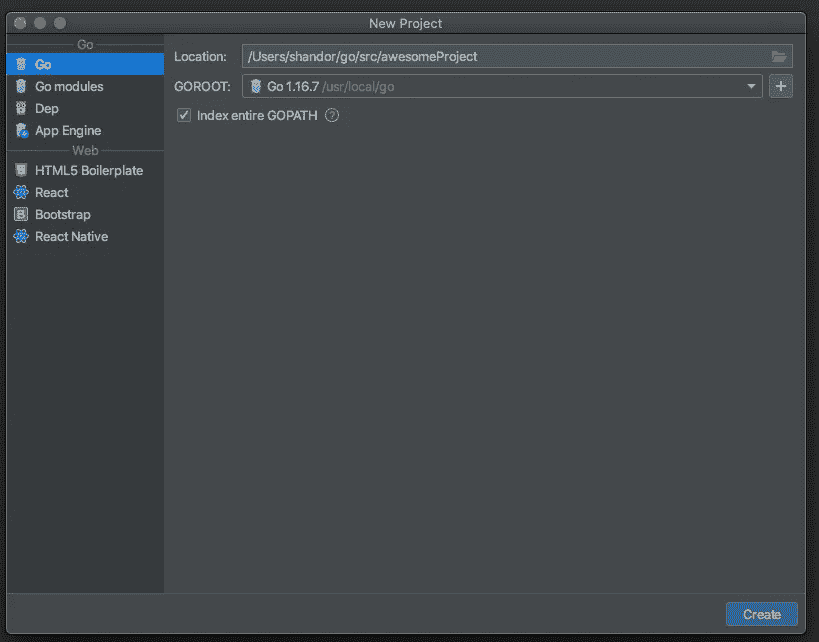 New Project
Go
Go
Go modules
Dep
App Engine
Web
HTML5 Boilerplate
React
Bootstrap
React Native
Location: /Users/shandor/go/src/awesomeProject
GOROOT: Go 1.16.7 /usr/local/go
Index entire GOPATH ?
Create